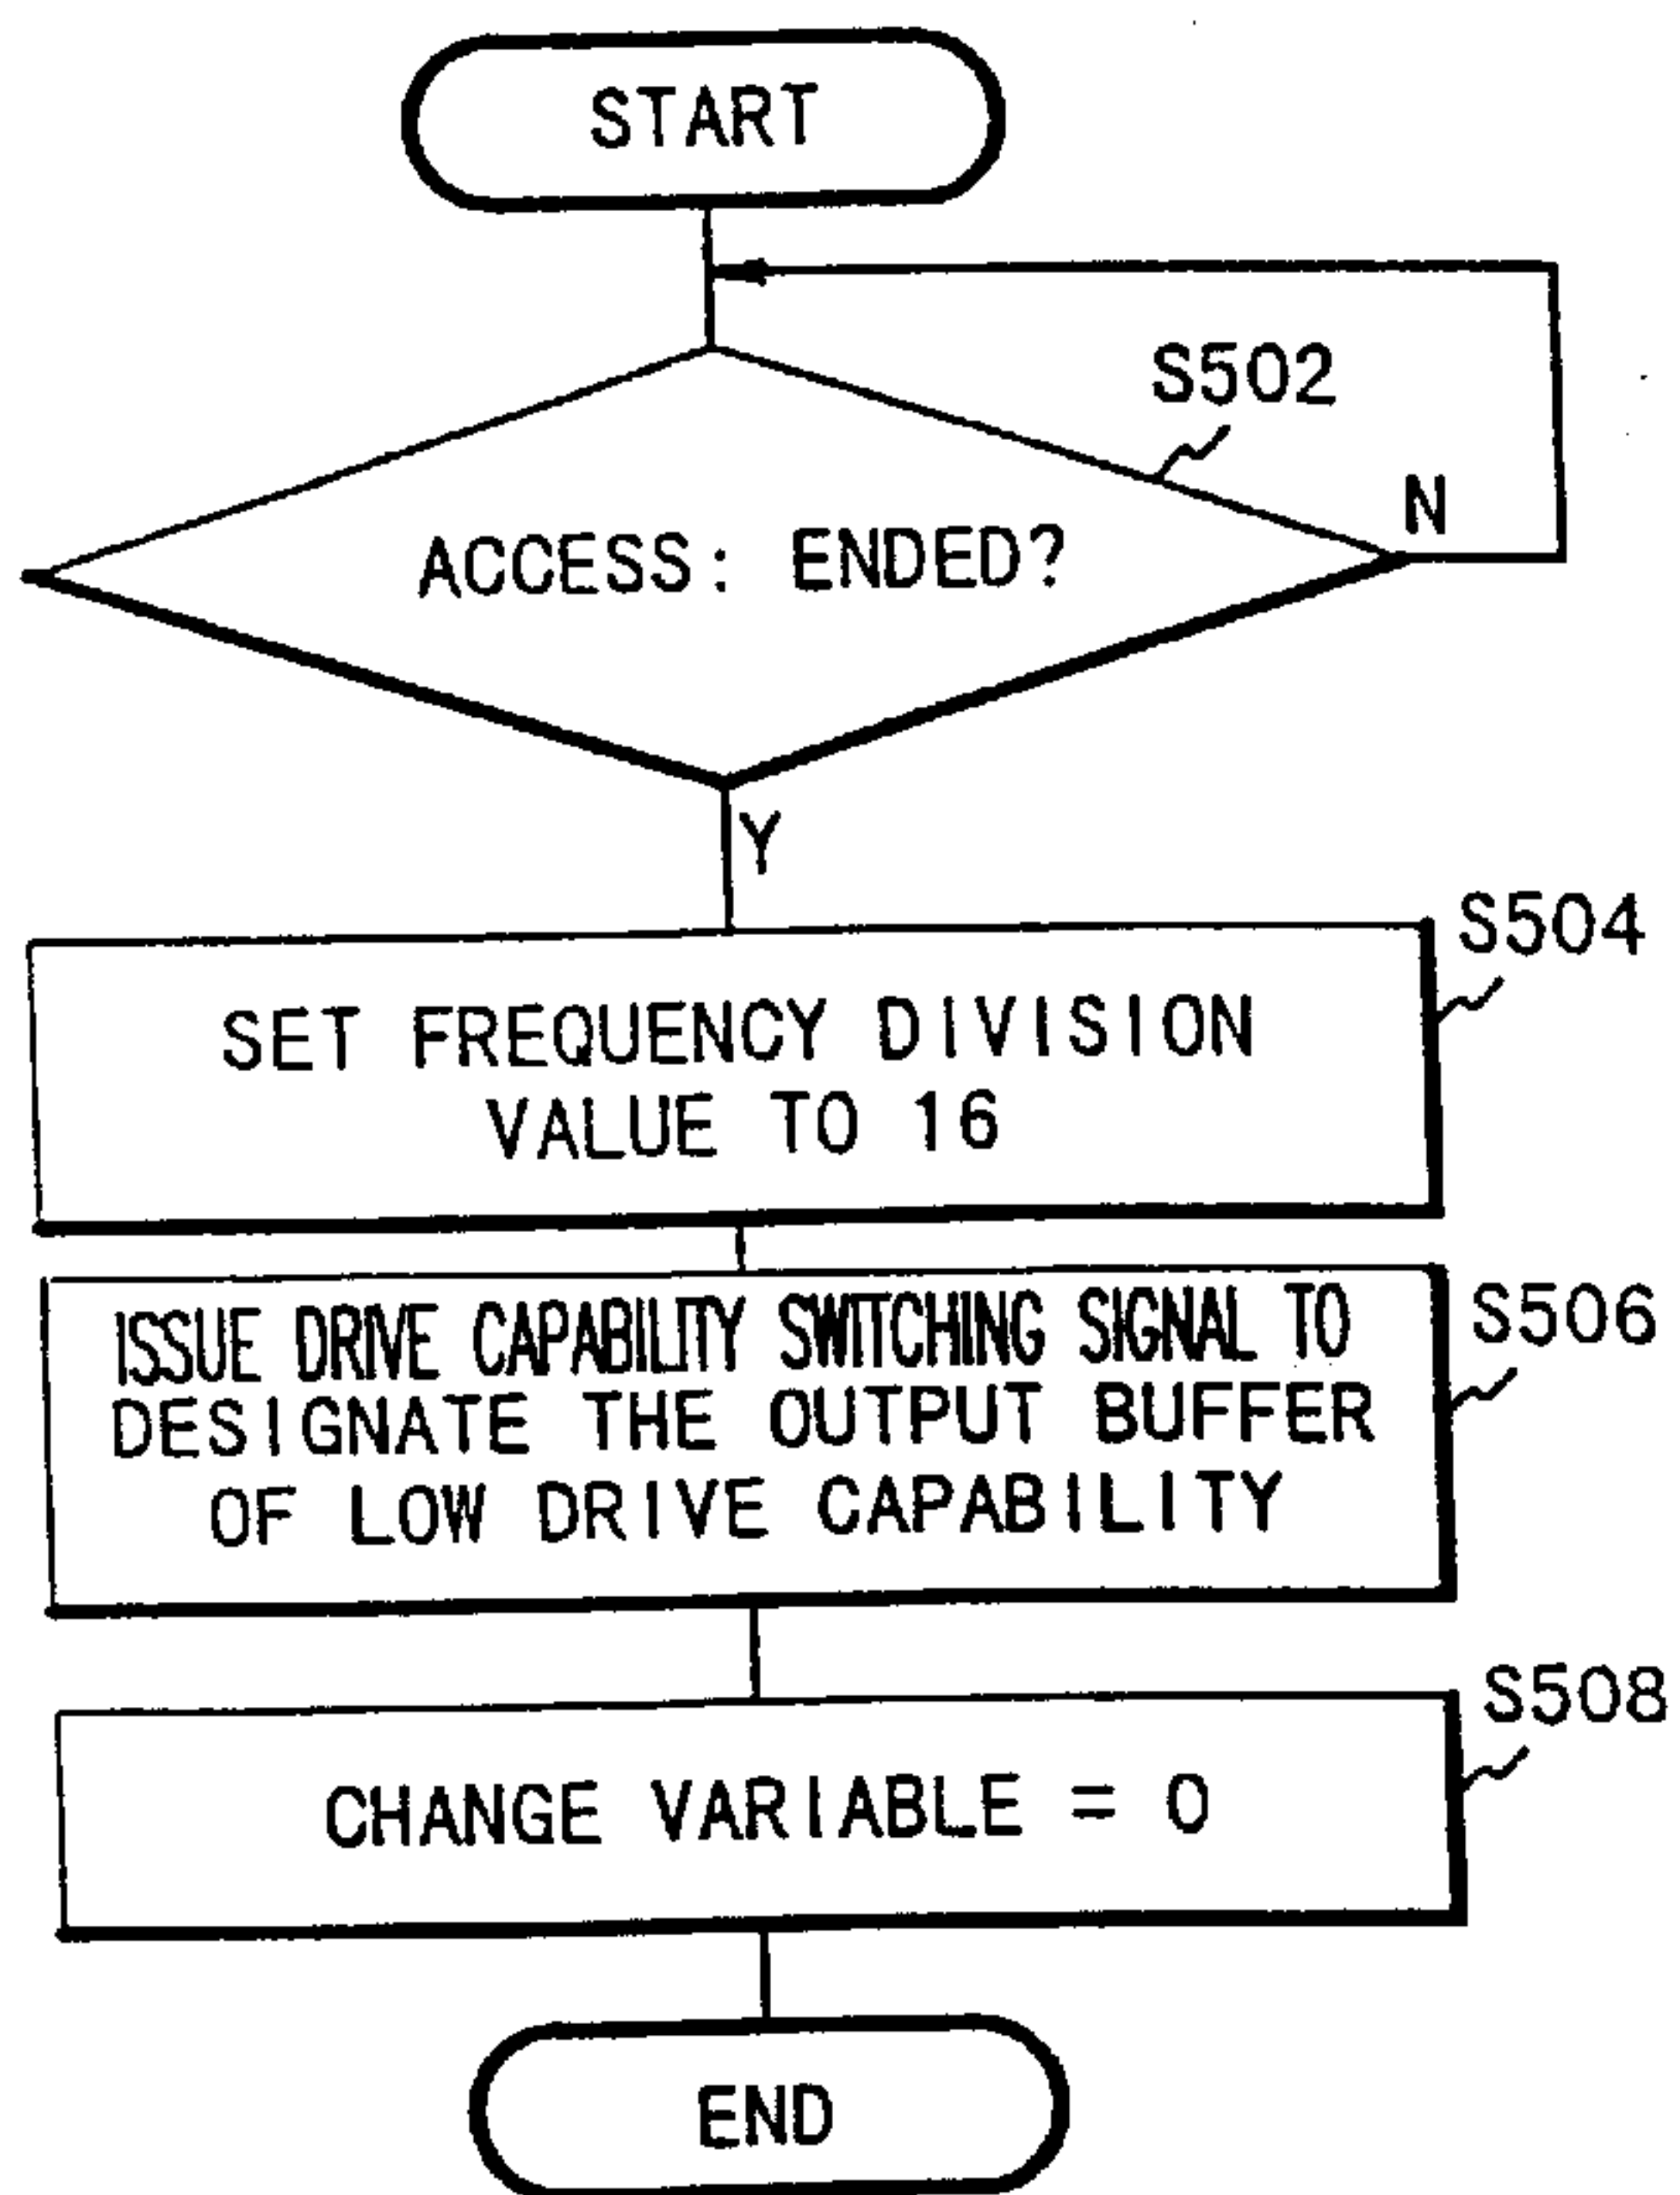 START
S502
N
ACCESS: ENDED?
Y
S504
SET FREQUENCY DIVISION
VALUE TO 16
S506
ISSUE DRIVE CAPABILITY SWITCHING SIGNAL TO
DESIGNATE THE OUTPUT BUFFER
OF LOW DRIVE CAPABILITY
S508
CHANGE VARIABLE = 0
END